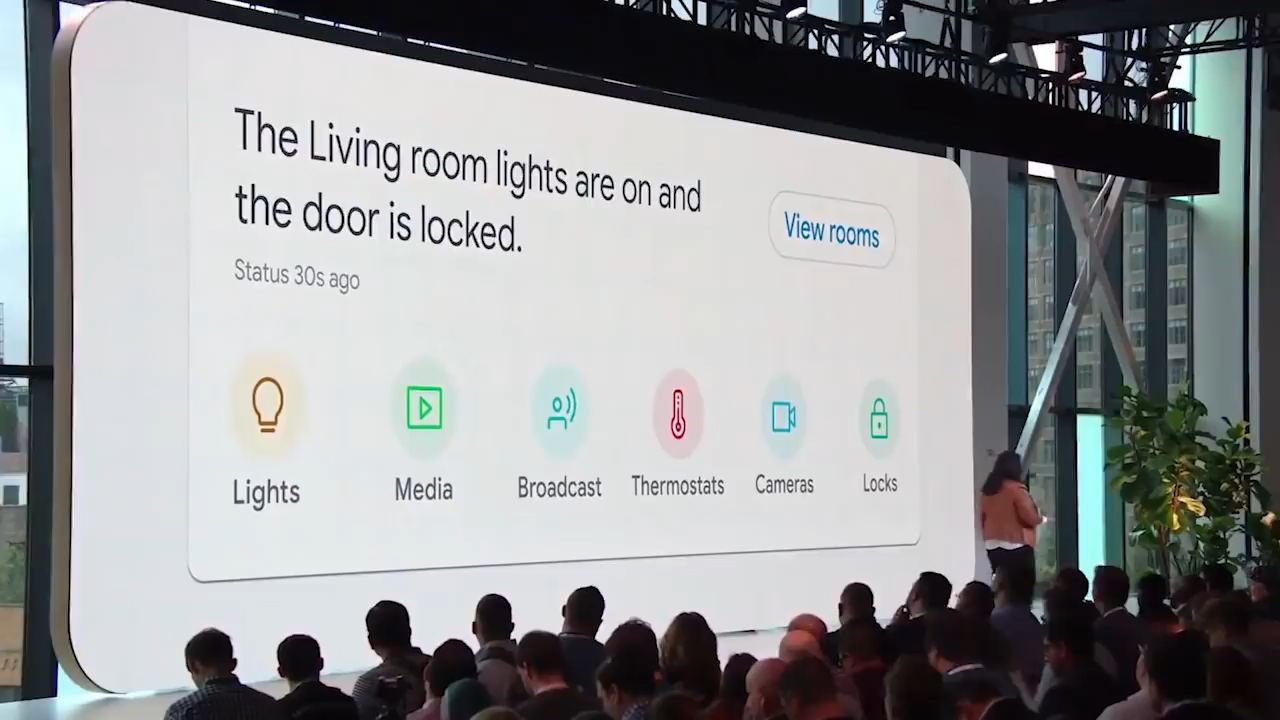 The Living room lights are on and
the door is locked.
Status 30s ago
View rooms
Lights
Media
Broadcast
Thermostats
Cameras
Locks